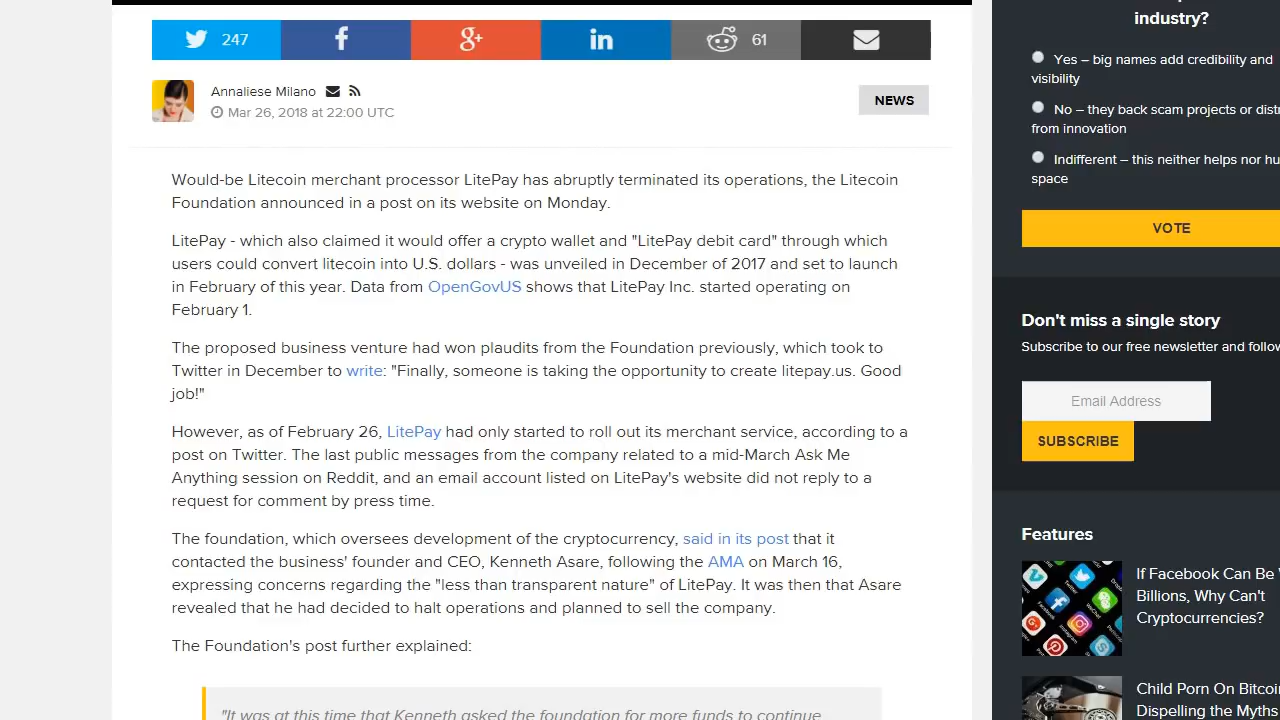 247
61
Annaliese Milano
Mar 26, 2018 at 22:00 UTC
NEWS
Would-be Litecoin merchant processor LitePay has abruptly terminated its operations, the Litecoin
Foundation announced in a post on its website on Monday.
LitePay - which also claimed it would offer a crypto wallet and "LitePay debit card" through which
users could convert litecoin into U.S. dollars - was unveiled in December of 2017 and set to launch
in February of this year. Data from OpenGovUS shows that LitePay Inc. started operating on
February 1.
The proposed business venture had won plaudits from the Foundation previously, which took to
Twitter in December to write: "Finally, someone is taking the opportunity to create litepay.us. Good
job!"
However, as of February 26, LitePay had only started to roll out its merchant service, according to a
post on Twitter. The last public messages from the company related to a mid-March Ask Me
Anything session on Reddit, and an email account listed on LitePay's website did not reply to a
request for comment by press time.
The foundation, which oversees development of the cryptocurrency, said in its post that it
contacted the business' founder and CEO, Kenneth Asare, following the AMA on March 16,
expressing concerns regarding the "less than transparent nature" of LitePay. It was then that Asare
revealed that he had decided to halt operations and planned to sell the company.
The Foundation's post further explained:
"It was at this time that Kenneth asked the foundation for more funds to continue
industry?
Yes – big names add credibility and
visibility
No – they back scam projects or
from innovation
Indifferent – this neither helps nor
space
VOTE
Don't miss a single story
Subscribe to our free newsletter and
Email Address
SUBSCRIBE
Features
If Facebook Can Be
Billions, Why Can't
Cryptocurrencies?
Child Porn On
Dispelling the Myths